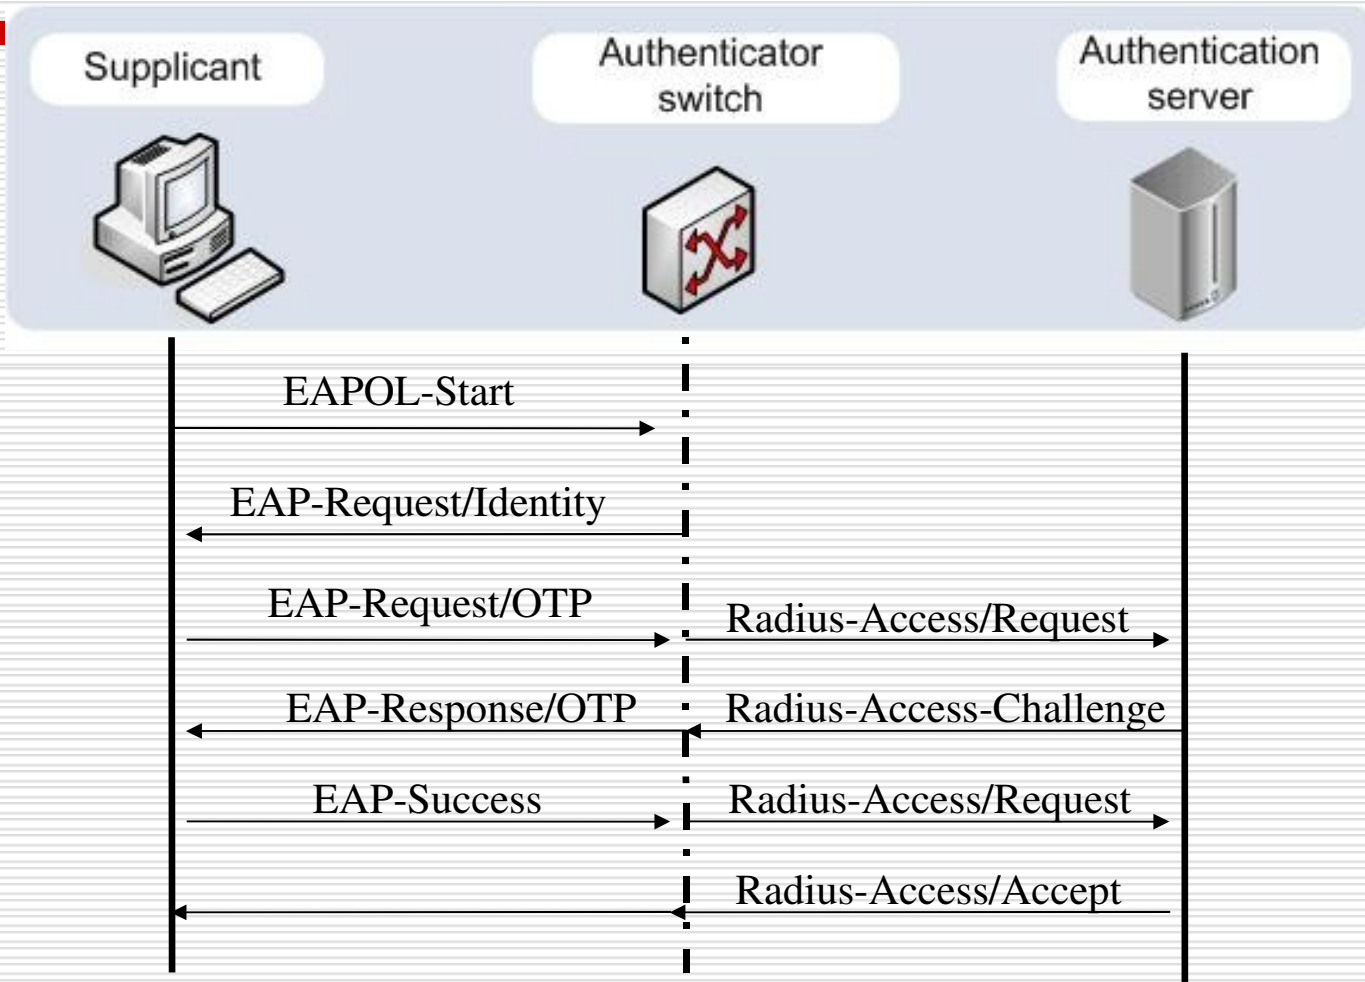 Supplicant
Authenticator
switch
Authentication
server
EAPOL-Start
EAP-Request/Identity
EAP-Request/OTP
Radius-Access/Request
EAP-Response/OTP
Radius-Access-Challenge
EAP-Success
Radius-Access/Request
Radius-Access/Accept